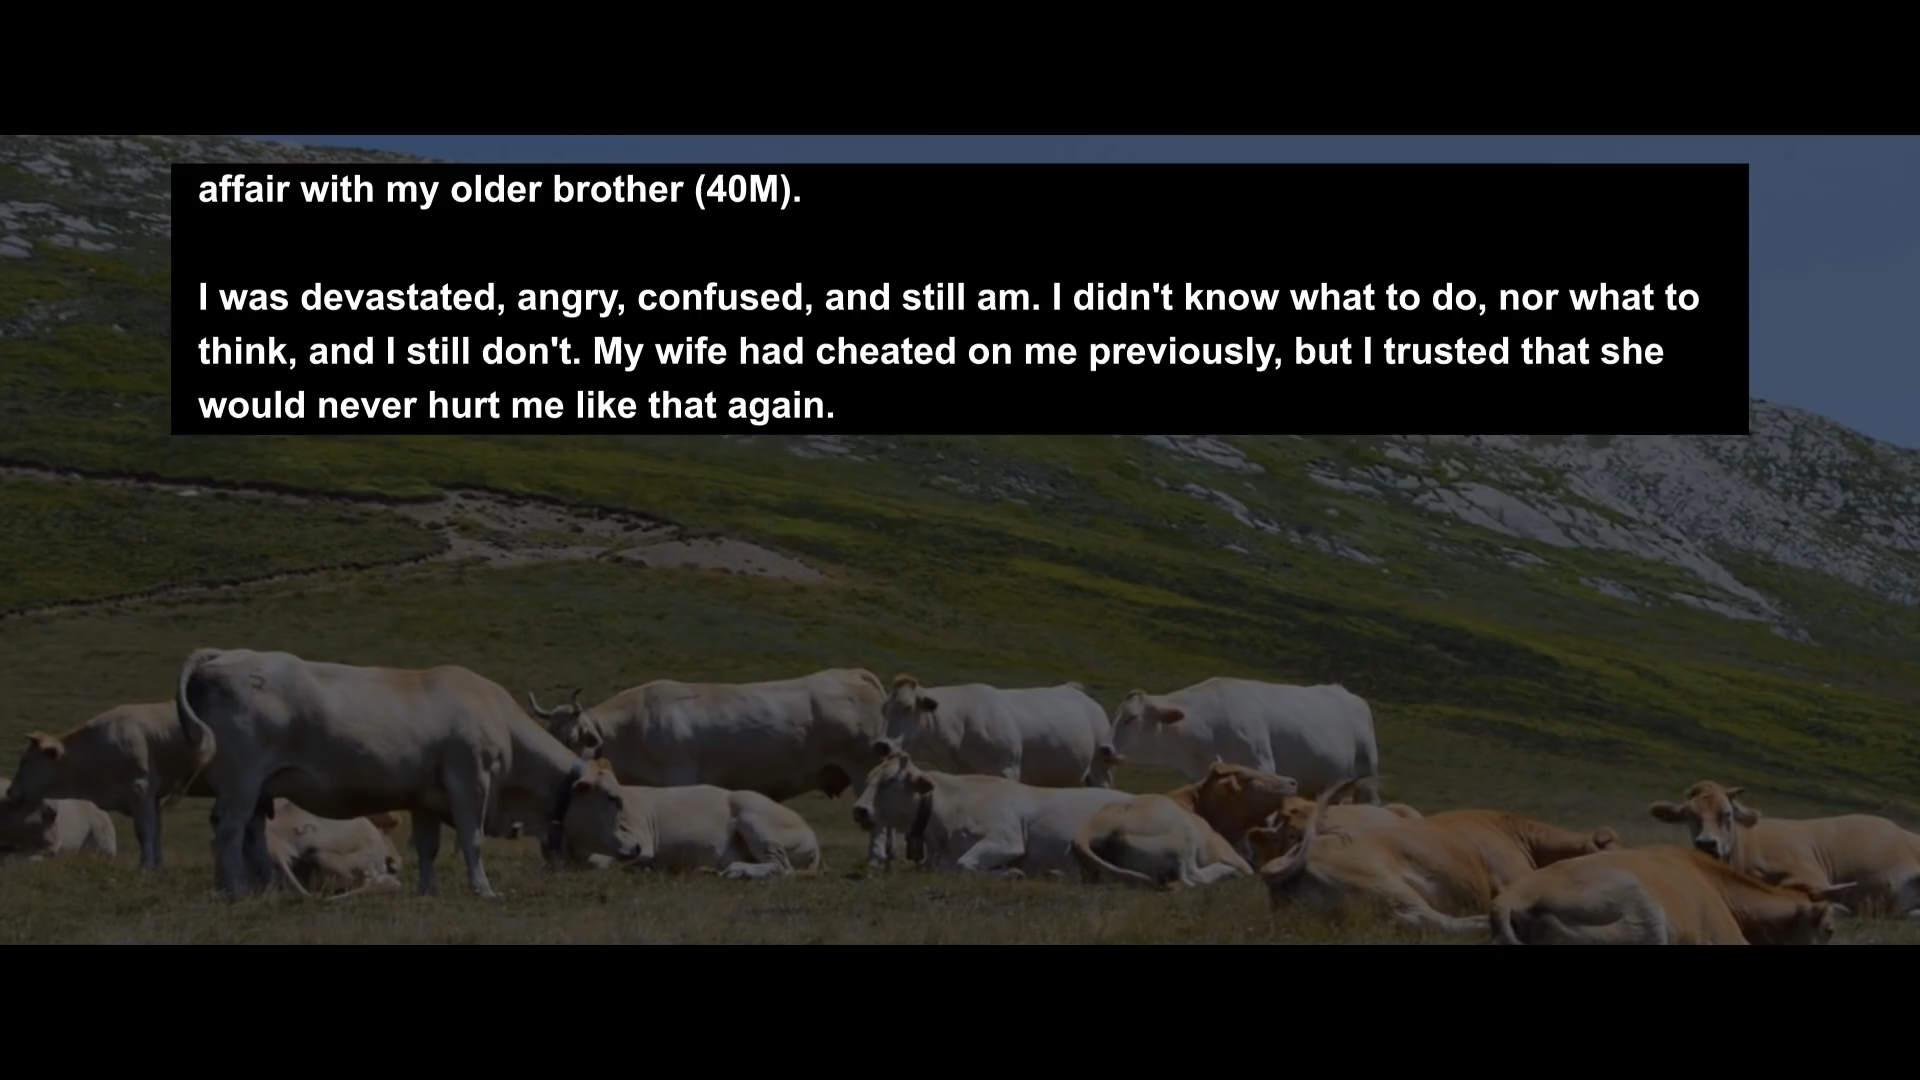 affair with my older brother (40M).
I was devastated, angry, confused, and still am. I didn't know what to do, nor what to
think, and I still don't. My wife had cheated on me previously, but I trusted that she
would never hurt me like that again.